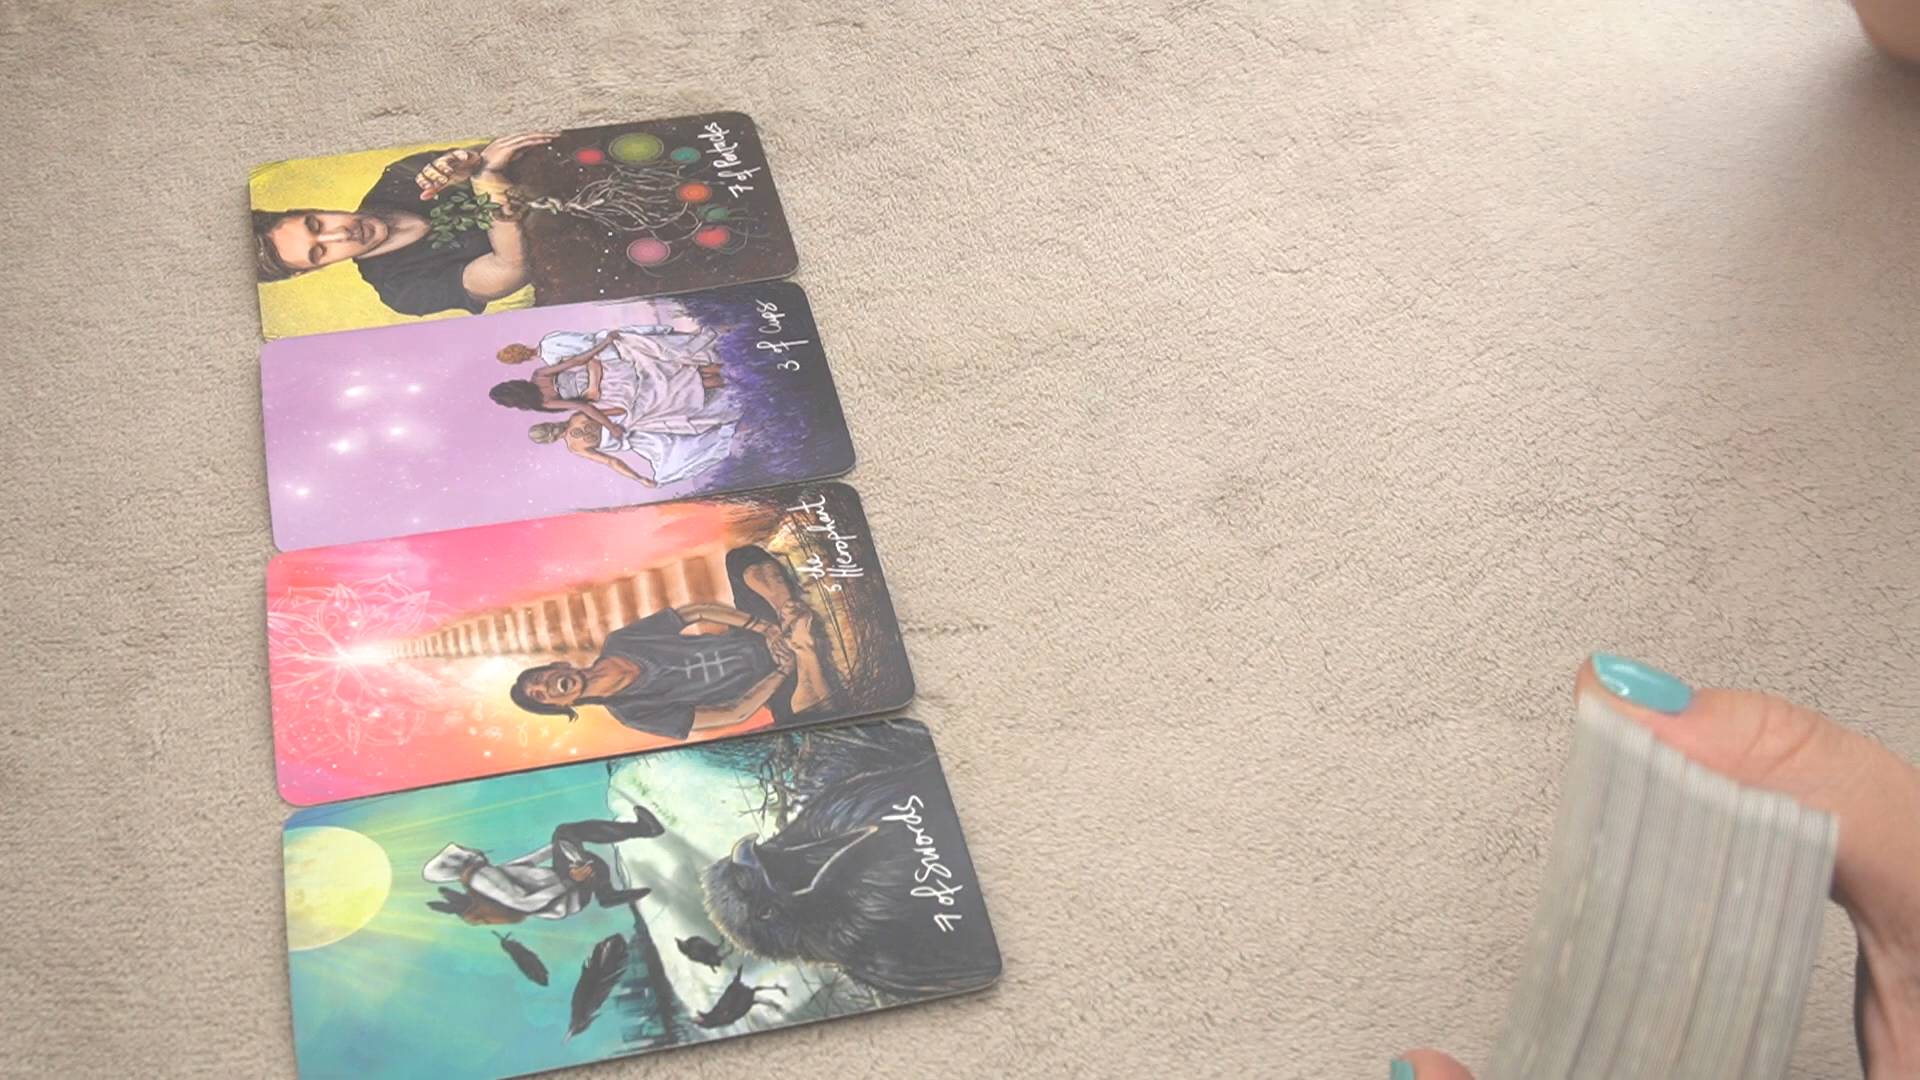 7 of Pentacles
3 of Cups
5 the
Hierophant
7 of Swords